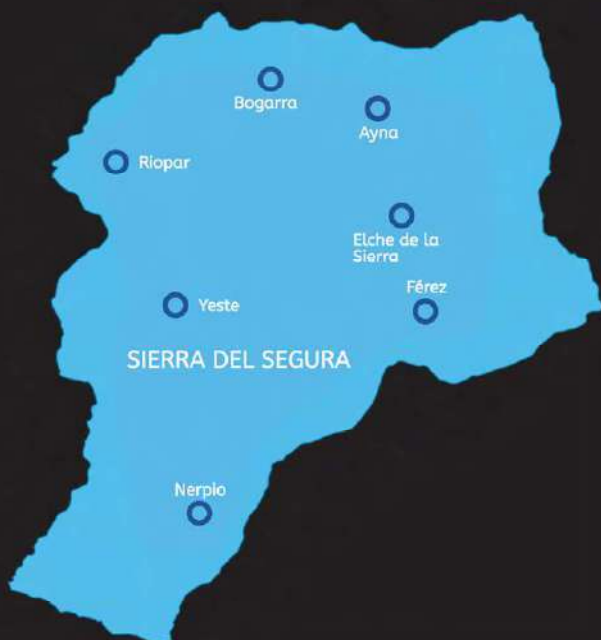 Bogarra
Ayna
Riopar
Elche de la
Sierra
Férez
Yeste
SIERRA DEL SEGURA
Nerpio